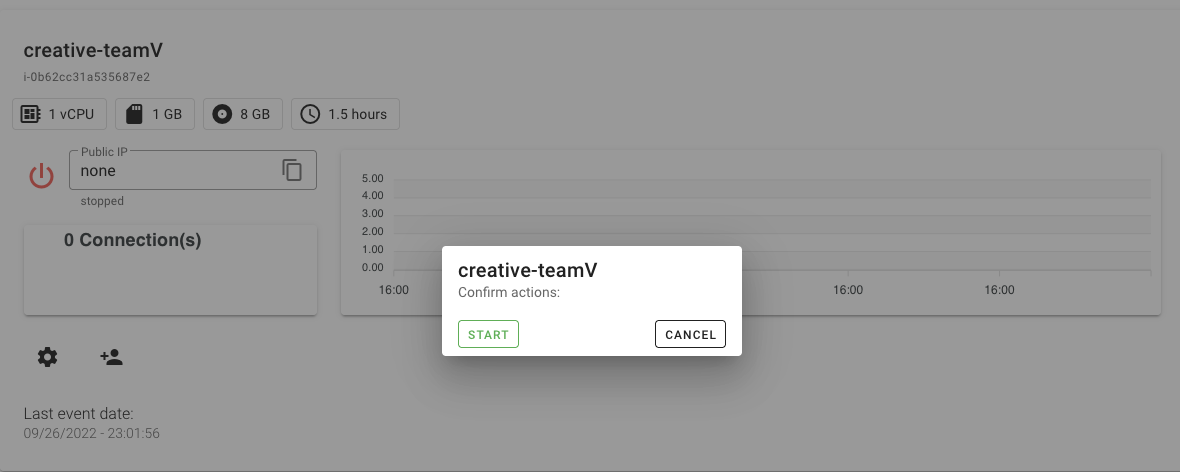 creative-teamV
i-0b62cc31a535687e2
1 vCPU
1 GB
8 GB
1.5 hours
Public IP
none
stopped
0 Connection(s)
5.00
4.00
3.00
2.00
1.00
0.00
16:00
16:00
16:00
creative-teamV
Confirm actions:
START
CANCEL
Last event date:
09/26/2022 - 23:01:56